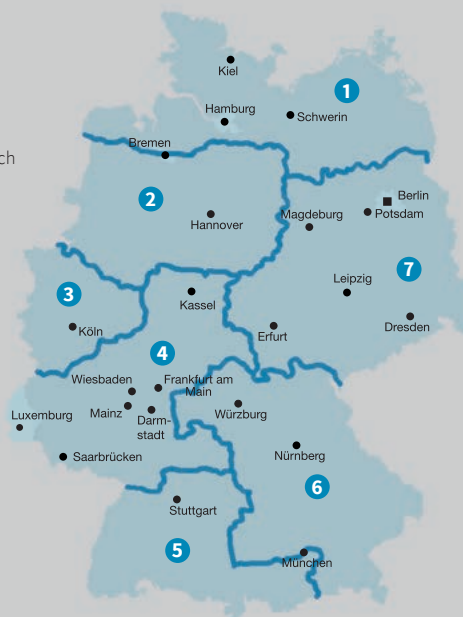 Kiel
1
Hamburg
Schwerin
ch
Bremen
2
Berlin
Potsdam
Hannover
Magdeburg
7
3
Kassel
Leipzig
Köln
Erfurt
Dresden
4
Wiesbaden
Frankfurt am
Main
Luxemburg
Mainz
Darm-
stadt
Würzburg
Saarbrücken
Nürnberg
6
Stuttgart
5
München